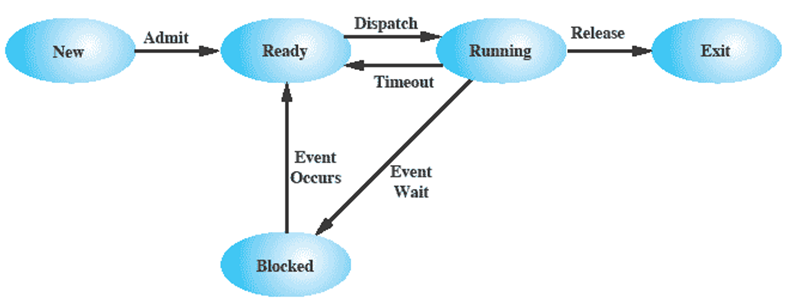 New
Admit
Ready
Dispatch
Timeout
Running
Release
Exit
Event
Occurs
Event
Wait
Blocked